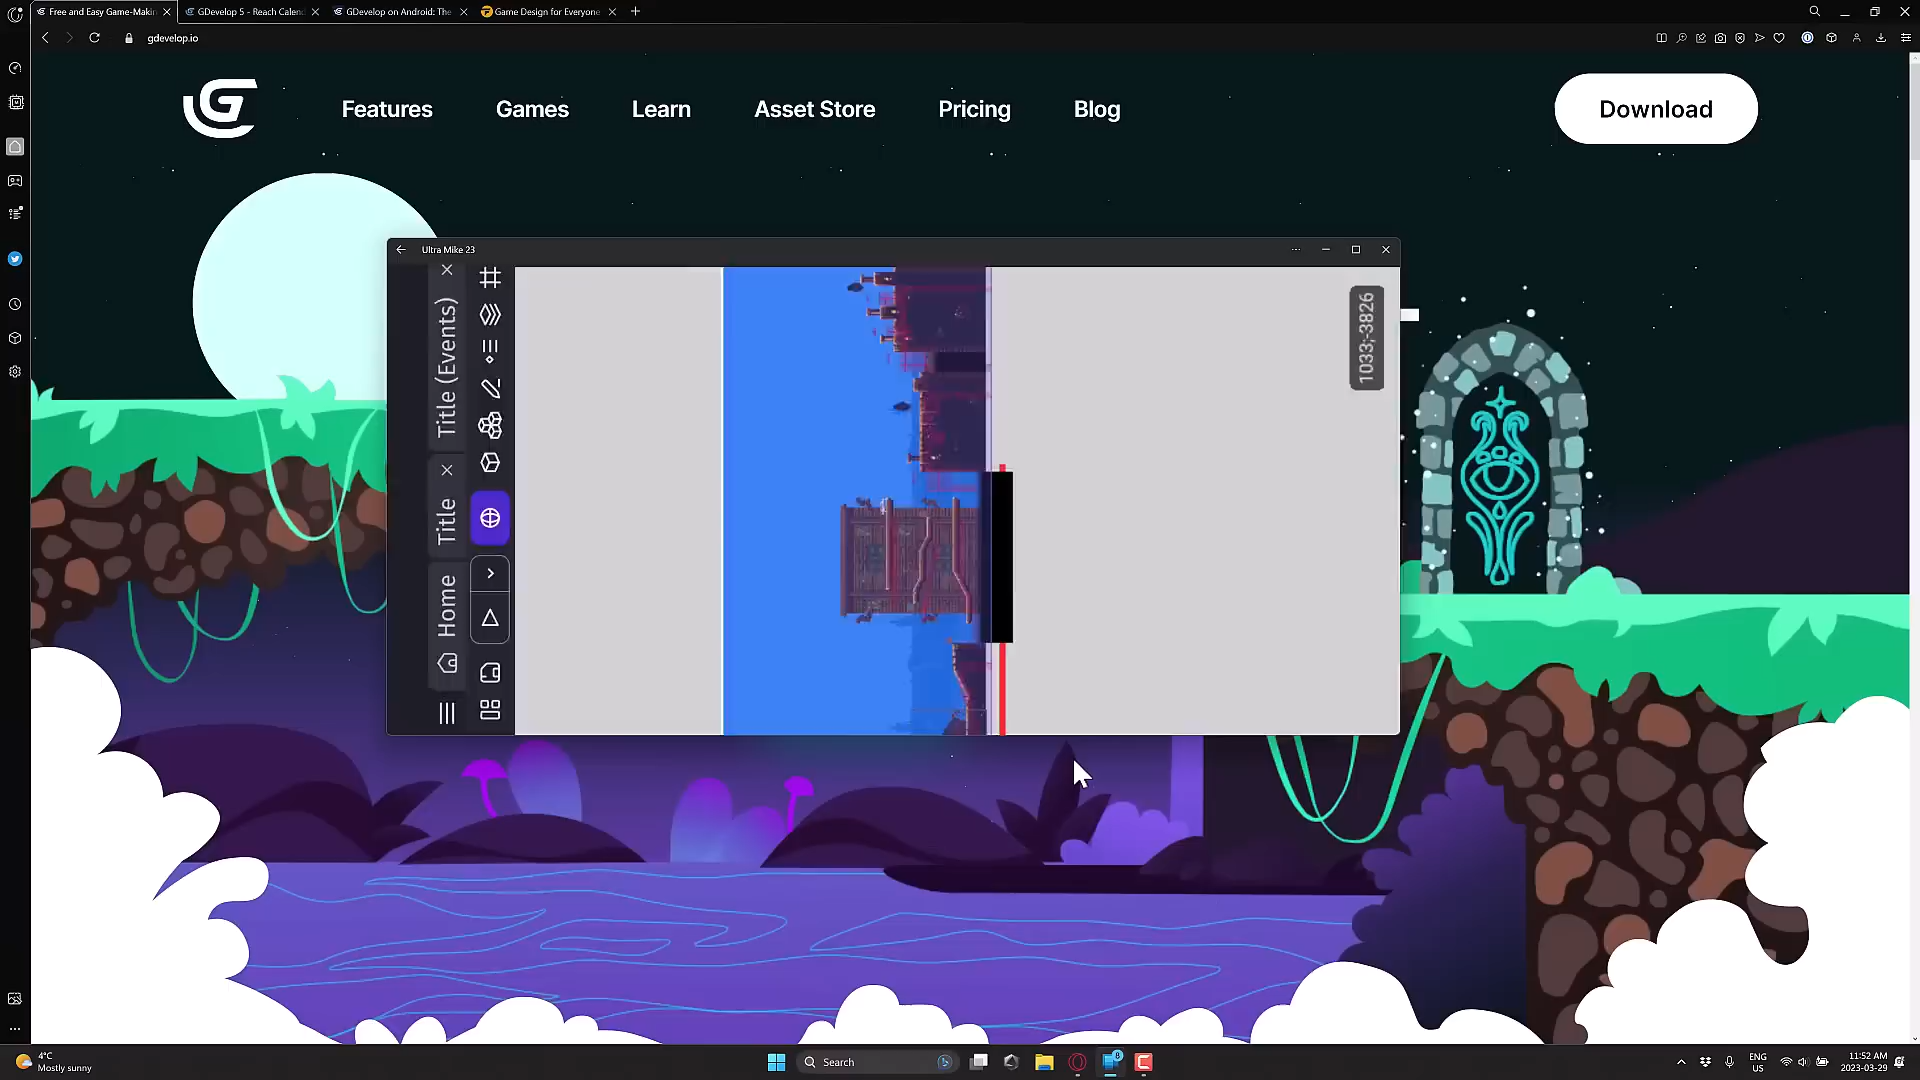 Free and Easy Game-Makin
GDevelop 5 - Reach Calen
GDevelop on Android: The
Game Design for Everyone
gdevelop.io
Features
Games
Learn
Asset Store
Pricing
Blog
Download
Ultra Mike 23
Title (Events)
Title
Home
1033;-3826
4°C
Mostly sunny
Search
8
ENG
US
11:52 AM
2023-03-29